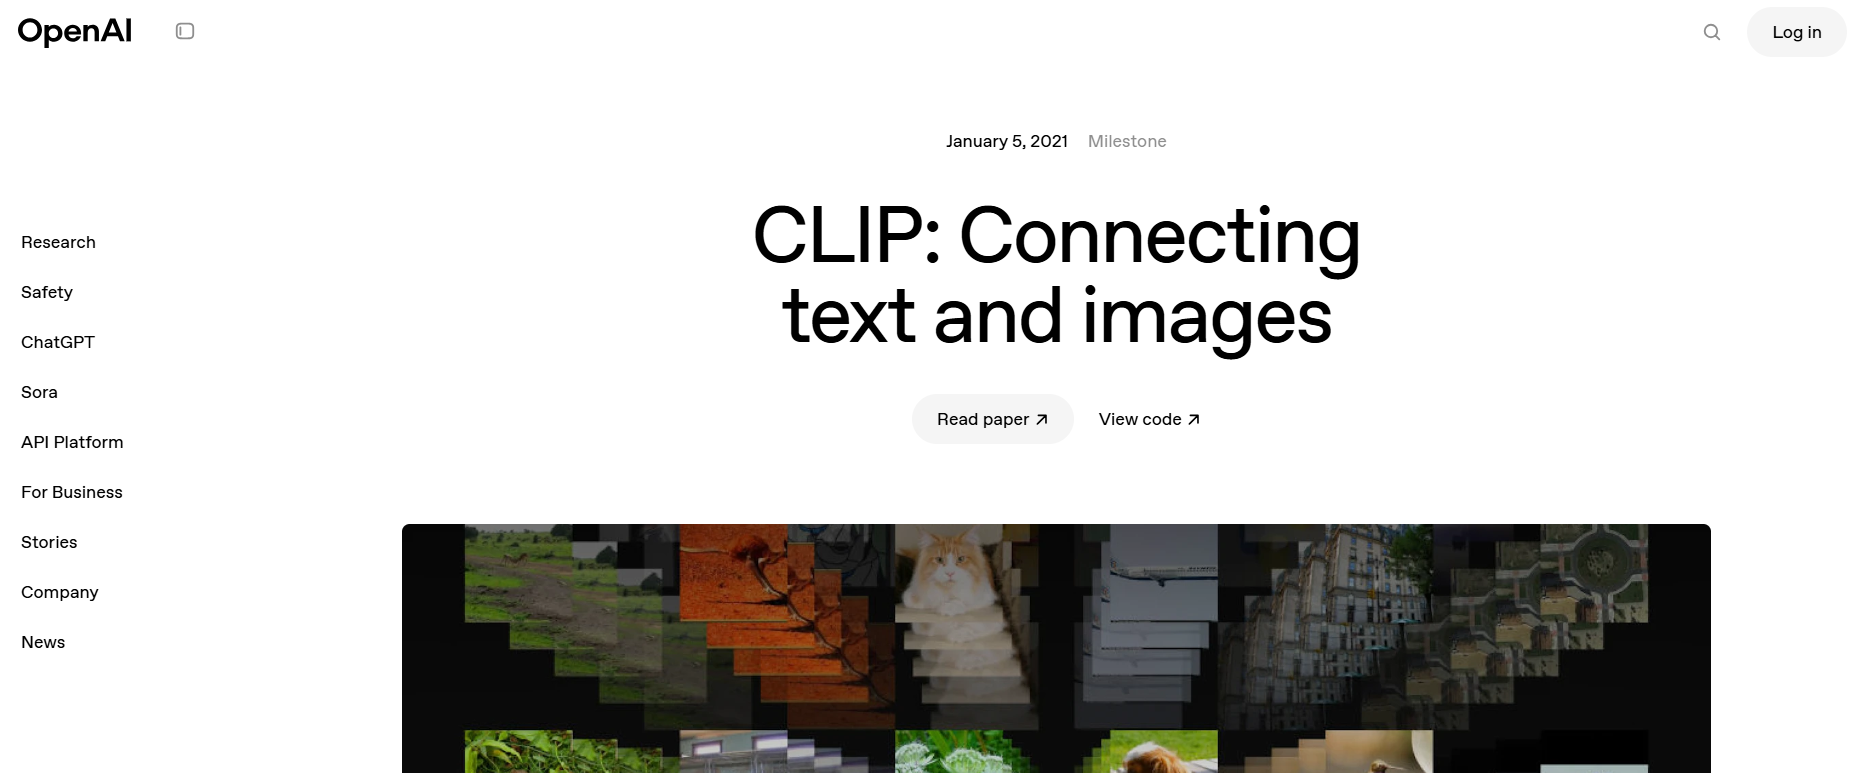 OpenAI
Log in
January 5, 2021 Milestone
CLIP: Connecting
text and images
Read paper ↗ View code ↗
Research
Safety
ChatGPT
Sora
API Platform
For Business
Stories
Company
News